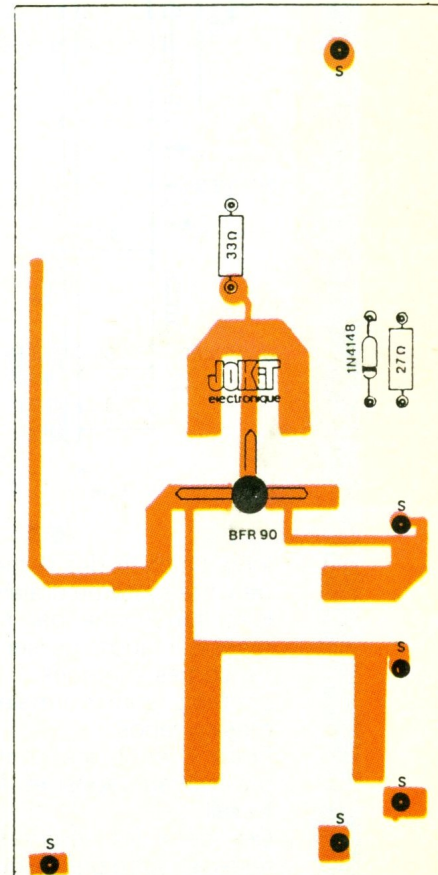 S
33Ω
1N4148
27Ω
JOKIT
electronique
S
BFR 90
S
S
S
S